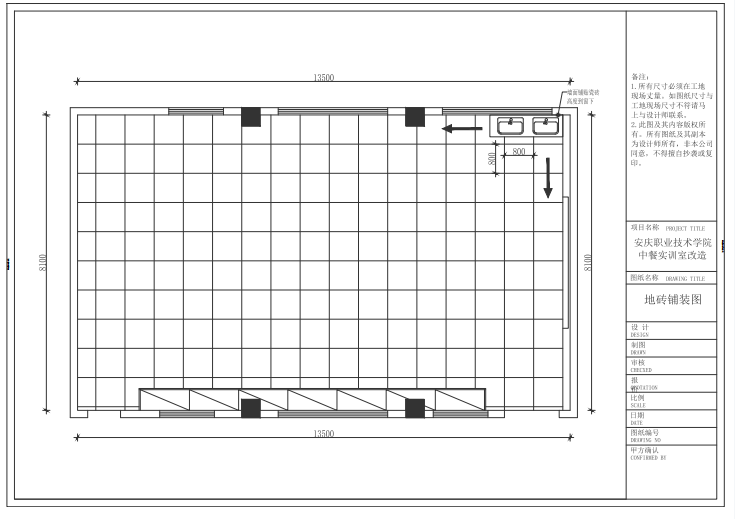 13500
墙面铺贴瓷砖
高度到窗下
800
800
8100
8100
13500
备注:
1.所有尺寸必须在工地
现场丈量。如图纸尺寸与
工地现场尺寸不符请马
上与设计师联系。
2.此图及其内容版权所
有。所有图纸及其副本
为设计师所有，非本公司
同意，不得擅自抄袭或复
印。
项目名称 PROJECT TITLE
安庆职业技术学院
中餐实训室改造
图纸名称 DRAWING TITLE
地砖铺装图
设 计
DESIGN
制图
DRAWN
审核
CHECKED
比例
SCALE
日期
DATE
图纸编号
DRAWING NO
甲方确认
CONFIRMED BY